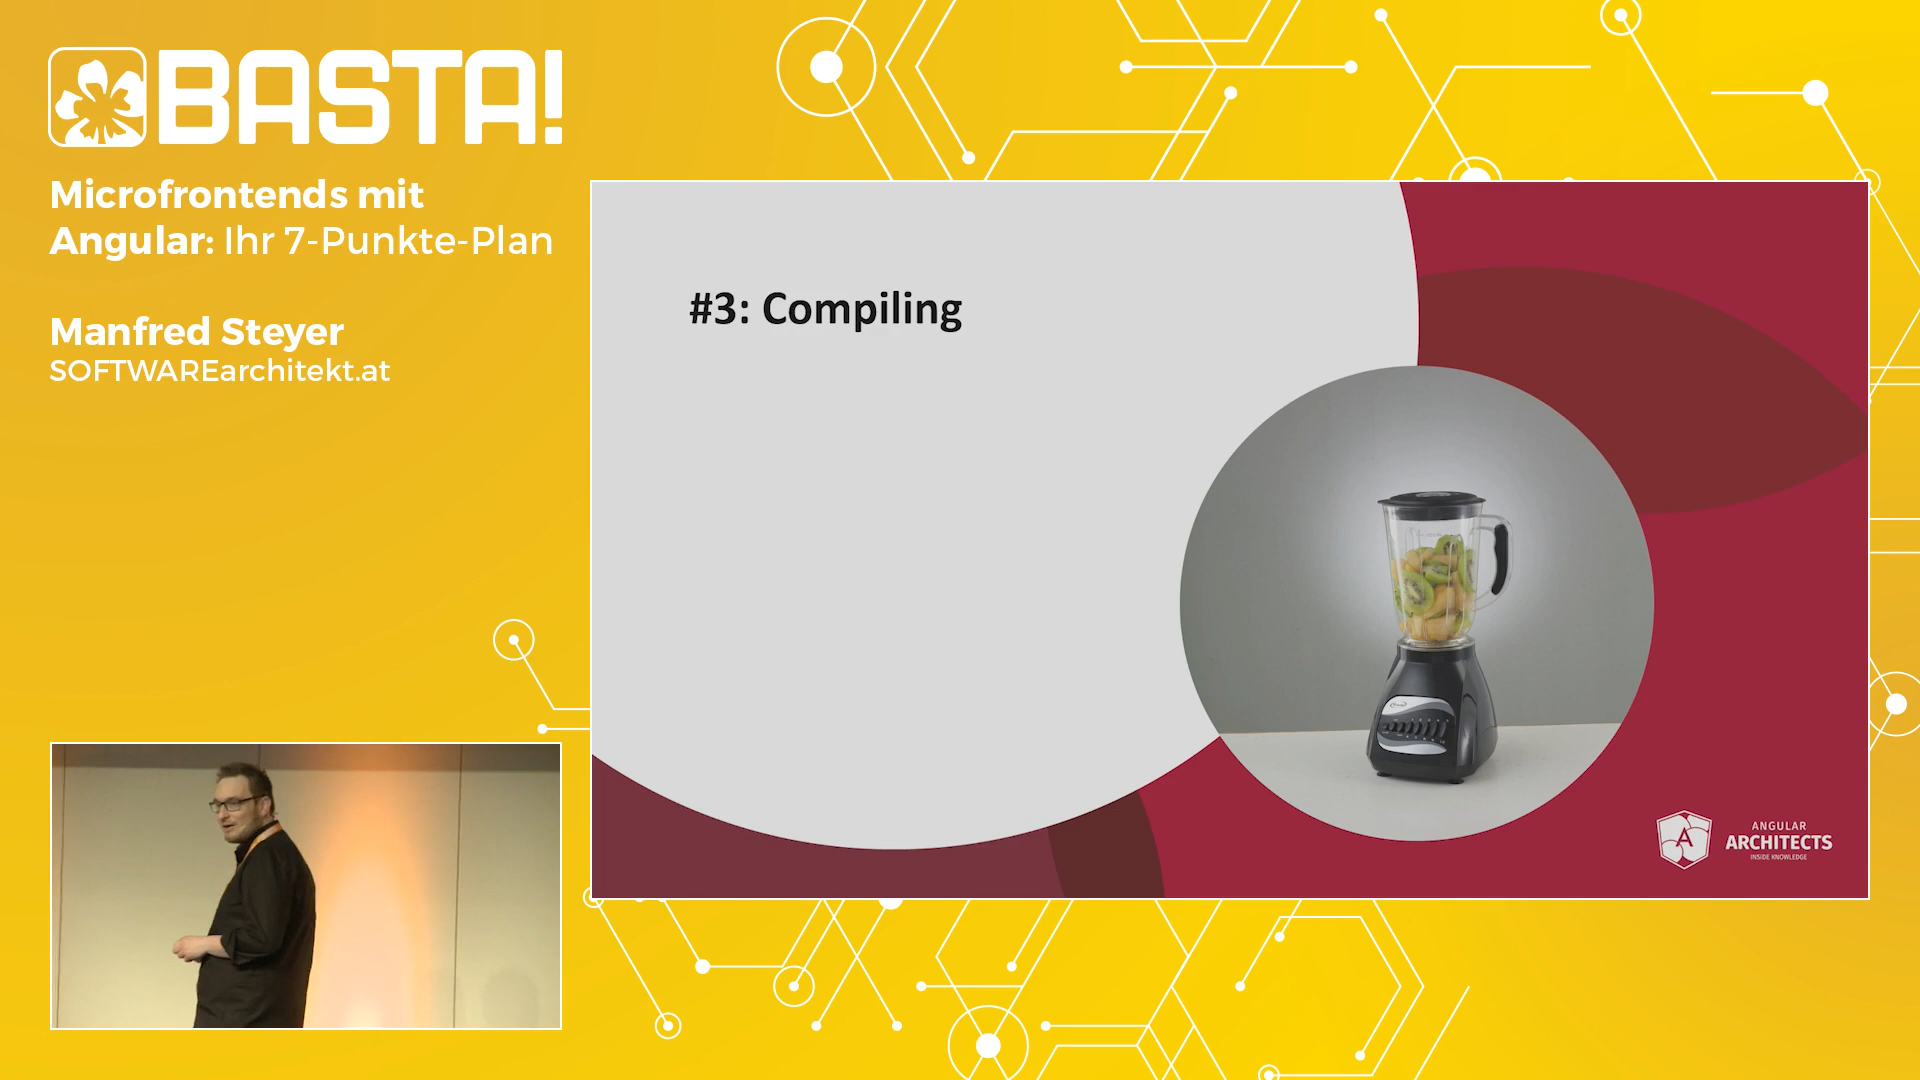 BASTA!
Microfrontends mit
Angular: Ihr 7-Punkte-Plan
Manfred Steyer
SOFTWAREarchitekt.at
#3: Compiling
ANGULAR
ARCHITECTS
INSIDE KNOWLEDGE